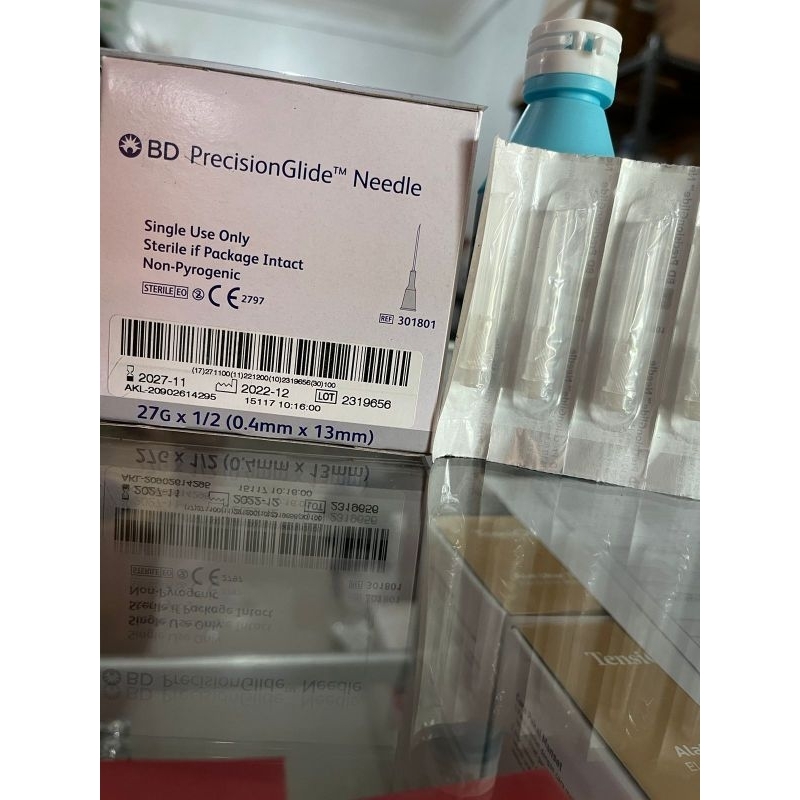 BD PrecisionGlide™ Needle
Single Use Only
Sterile if Package Intact
Non-Pyrogenic
STERILE EO 2 CE 2797
REF 301801
(17)271100(11)221200(10)2319656(30)100
2027-11 2022-12 LOT 2319656
AKL-20902614295 15117 10:16:00
27G x 1/2 (0.4mm x 13mm)
BD PrecisionGlide™